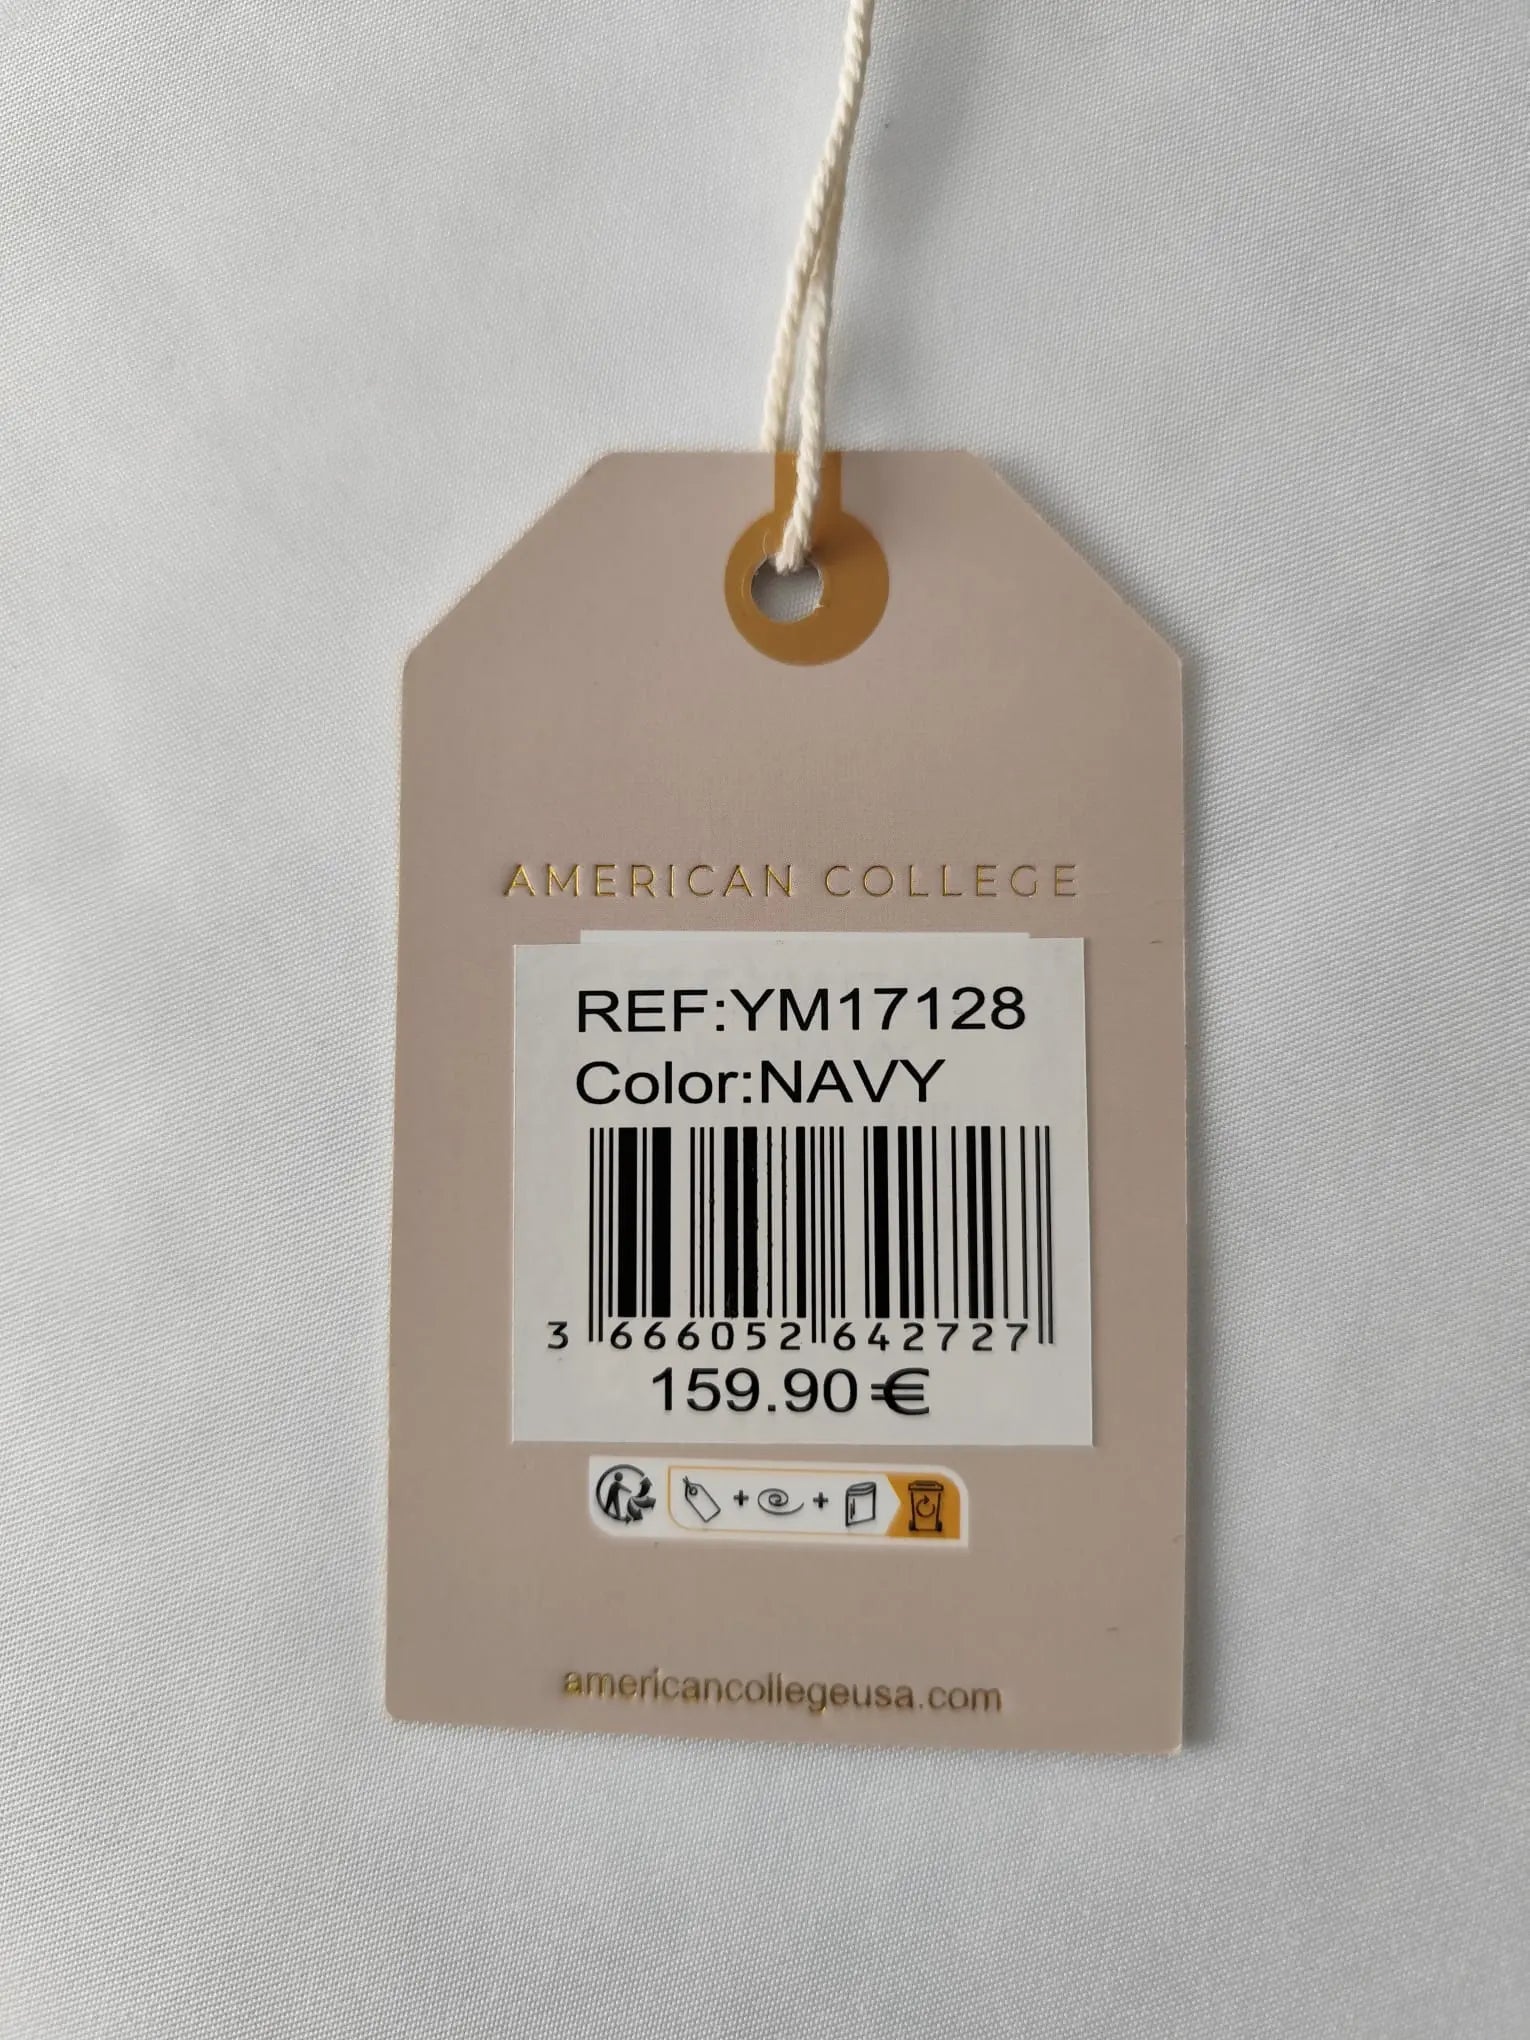 AMERICAN COLLEGE
REF:YM17128
Color:NAVY
3 666052 642727
159.90 €
americancollegeusa.com